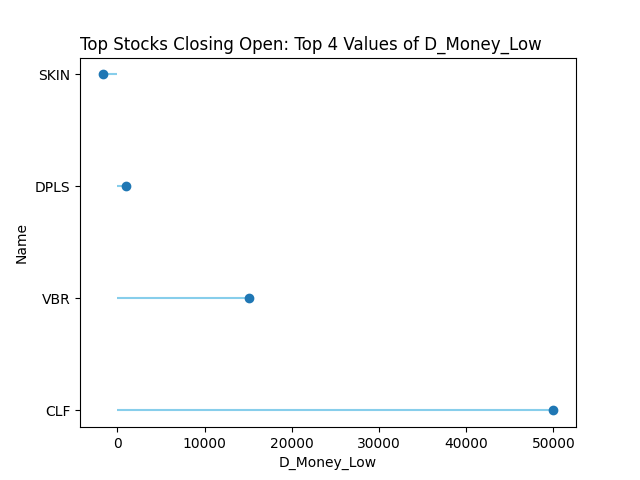 Top Stocks Closing Open: Top 4 Values of D_Money_Low
SKIN
DPLS
VBR
CLF
Name
0 10000 20000 30000 40000 50000
D_Money_Low